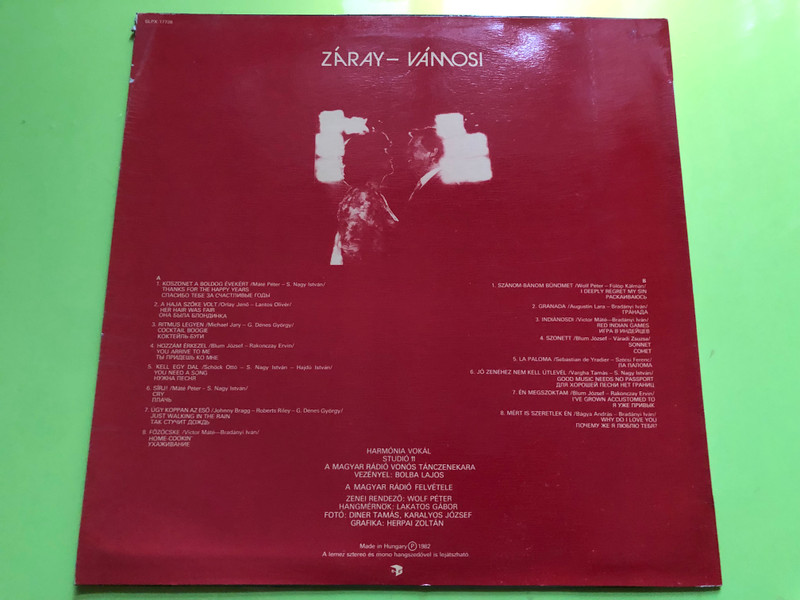 ZÁRAY – VÁMOSI
A
1. KÖSZÖNET A BOLDOG ÉVEKÉRT /Máté Péter – S. Nagy István/
THANKS FOR THE HAPPY YEARS
СПАСИБО ТЕБЕ ЗА СЧАСТЛИВЫЕ ГОДЫ
2. A HAJA SZŐKE VOLT /Orlay Jenő – Lantos Olivér/
HER HAIR WAS FAIR
ОНА БЫЛА БЛОНДИНКА
3. RITMUS LEGYEN /Michael Jary – G. Dénes György/
COCKTAIL BOOGIE
КОКТЕЙЛЬ-БУГИ
4. HOZZÁM ÉRKEZEL /Blum József – Rakonczay Ervin/
YOU ARRIVE TO ME
ТЫ ПРИДЕШЬ КО МНЕ
5. KELL EGY DAL /Schöck Ottó – S. Nagy István – Hajdú István/
YOU NEED A SONG
НУЖНА ПЕСНЯ
6. SÍRJ! /Máté Péter – S. Nagy István/
CRY
ПЛАЧЬ
7. ÚGY KOPPAN AZ ESŐ /Johnny Bragg – Roberts Riley – G. Dénes György/
JUST WALKING IN THE RAIN
ТАК СТУЧИТ ДОЖДЬ
8. FŐZŐCSKE /Victor Máté–Bradányi Iván/
HOME-COOKIN'
УХАЖИВАНИЕ
B
1. SZÁNOM-BÁNOM BŰNÖMET /Wolf Péter – Fülöp Kálmán/
I DEEPLY REGRET MY SIN
РАСКАИВАЮСЬ
2. GRANADA /Augustin Lara – Bradányi Iván/
ГРАНАДА
3. INDIÁNOSDI /Victor Máté–Bradányi Iván/
RED INDIAN GAMES
ИГРА В ИНДЕЙЦЕВ
4. SZONETT /Blum József – Váradi Zsuzsa/
SONNET
СОНЕТ
5. LA PALOMA /Sebastian de Yradier – Szécsi Ferenc/
ЛА ПАЛОМА
6. JÓ ZENÉHEZ NEM KELL ÚTLEVÉL /Vargha Tamás – S. Nagy István/
GOOD MUSIC NEEDS NO PASSPORT
ДЛЯ ХОРОШЕЙ ПЕСНИ НЕТ ГРАНИЦ
7. ÉN MEGSZOKTAM /Blum József – Rakonczay Ervin/
I'VE GROWN ACCUSTOMED TO
Я УЖЕ ПРИВЫК
8. MÉRT IS SZERETLEK ÉN /Bágya András – Bradányi Iván/
WHY DO I LOVE YOU
ПОЧЕМУ ЖЕ Я ЛЮБЛЮ ТЕБЯ?
HARMÓNIA VOKÁL
STUDIÓ 11
A MAGYAR RÁDIÓ VONÓS TÁNCZENEKARA
VEZÉNYEL: BOLBA LAJOS
A MAGYAR RÁDIÓ FELVÉTELE
ZENEI RENDEZŐ: WOLF PÉTER
HANGMÉRNÖK: LAKATOS GÁBOR
FOTÓ: DINER TAMÁS, KARALYOS JÓZSEF
GRAFIKA: HERPAI ZOLTÁN
Made in Hungary Ⓟ 1982
A lemez sztereó és mono hangszedővel is lejátszható.